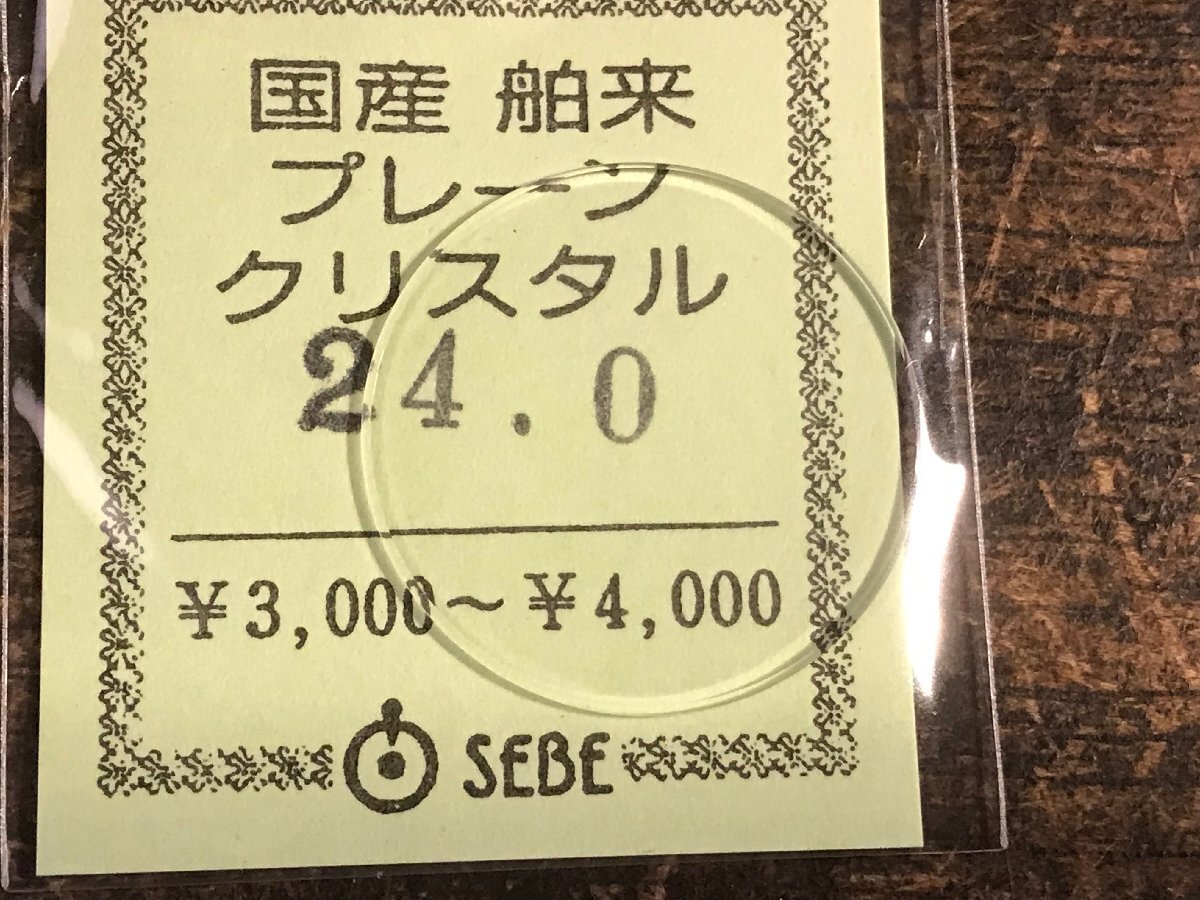 国産 舶来
プレーン
クリスタル
24.0
¥3,000～¥4,000
SEBE